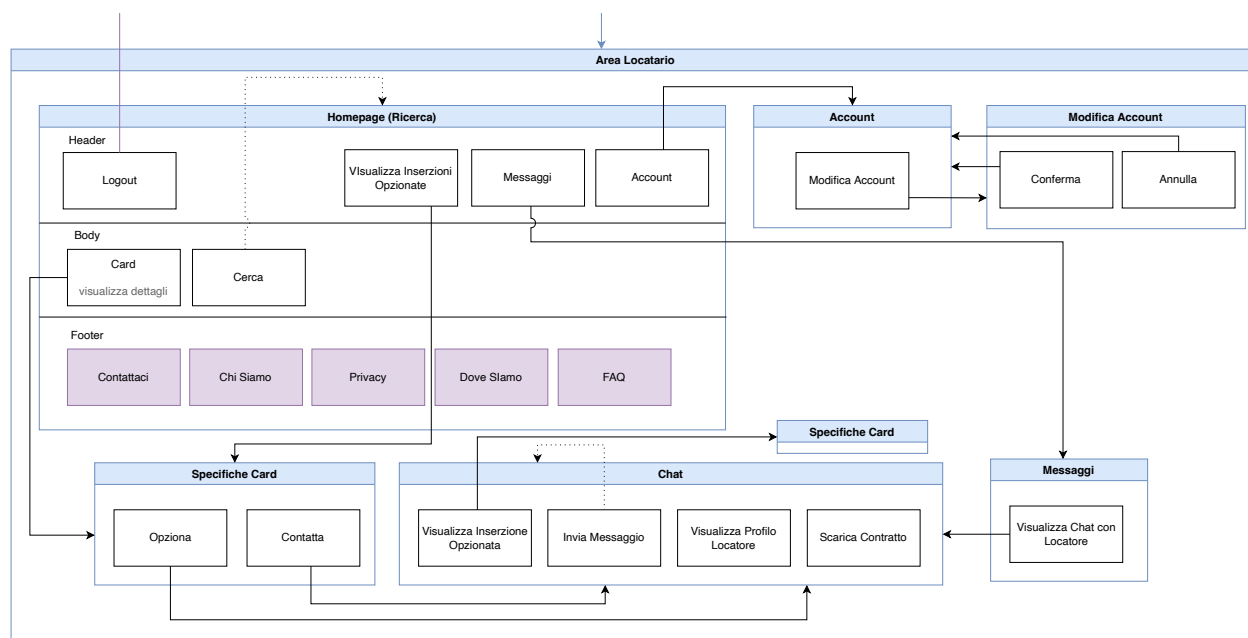 Area Locatario
Homepage (Ricerca)
Header
Logout
VIsualizza Inserzioni
Opzionate
Messaggi
Account
Account
Modifica Account
Modifica Account
Conferma
Annulla
Body
Card
visualizza dettagli
Cerca
Footer
Contattaci
Chi Siamo
Privacy
Dove SIamo
FAQ
Specifiche Card
Specifiche Card
Opziona
Contatta
Chat
Visualizza Inserzione
Opzionata
Invia Messaggio
Visualizza Profilo
Locatore
Scarica Contratto
Messaggi
Visualizza Chat con
Locatore